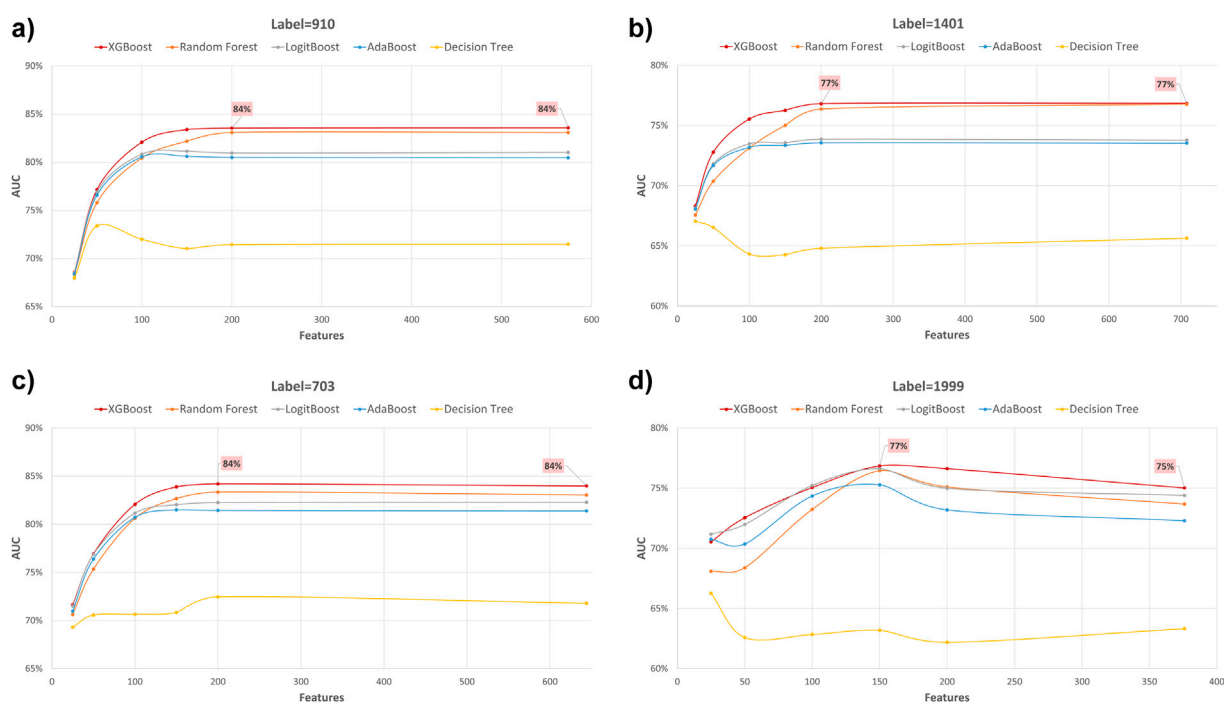 a)
Label=910
XGBoost Random Forest LogitBoost AdaBoost Decision Tree
90%
85%
80%
75%
70%
65%
AUC
84%
84%
0 100 200 300 400 500 600
Features
b)
Label=1401
XGBoost Random Forest LogitBoost AdaBoost Decision Tree
80%
75%
70%
65%
60%
AUC
77%
77%
0 100 200 300 400 500 600 700
Features
c)
Label=703
XGBoost Random Forest LogitBoost AdaBoost Decision Tree
90%
85%
80%
75%
70%
65%
AUC
84%
84%
0 100 200 300 400 500 600
Features
d)
Label=1999
XGBoost Random Forest LogitBoost AdaBoost Decision Tree
80%
75%
70%
65%
60%
AUC
77%
75%
0 50 100 150 200 250 300 350 400
Features